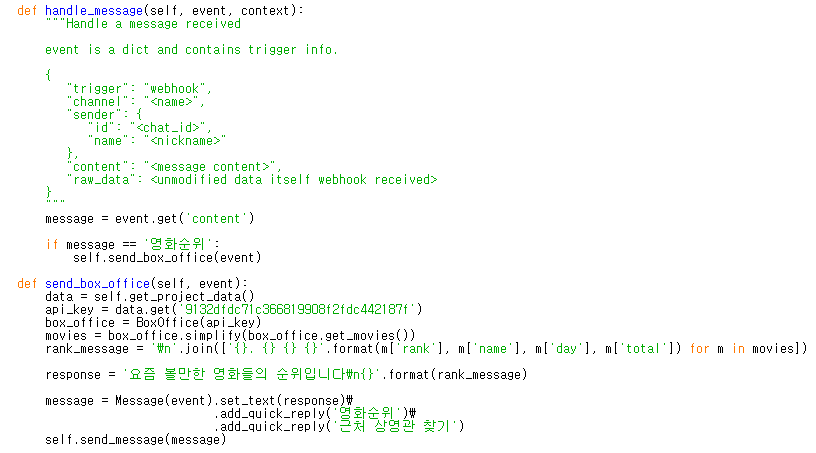 def handle_message(self, event, context):
    """Handle a message received

    event is a dict and contains trigger info.

    {
       "trigger": "webhook",
       "channel": "<name>",
       "sender": {
          "id": "<chat_id>",
          "name": "<nickname>"
       },
       "content": "<message content>",
       "raw_data": <unmodified data itself webhook received>
    }
    """
    message = event.get('content')

    if message == '영화순위':
        self.send_box_office(event)

def send_box_office(self, event):
    data = self.get_project_data()
    api_key = data.get('9132dfdc71c366819908f2fdc442187f')
    box_office = BoxOffice(api_key)
    movies = box_office.simplify(box_office.get_movies())
    rank_message = '₩n'.join(['{}. {} {} {}'.format(m['rank'], m['name'], m['day'], m['total']) for m in movies])

    response = '요즘 볼만한 영화들의 순위입니다₩n{}'.format(rank_message)

    message = Message(event).set_text(response)₩
                            .add_quick_reply('영화순위')₩
                            .add_quick_reply('근처 상영관 찾기')
    self.send_message(message)